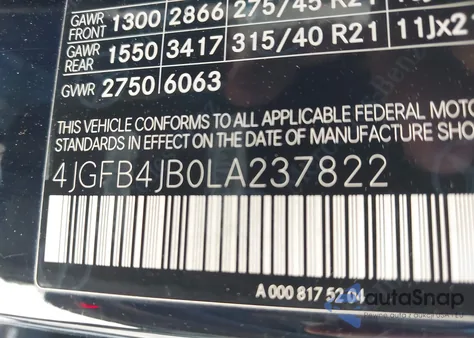 GAWR FRONT 1300 2866 275/45 R21
GAWR REAR 1550 3417 315/40 R21 11Jx2
GVWR 2750 6063
THIS VEHICLE CONFORMS TO ALL APPLICABLE FEDERAL MOTO
STANDARDS IN EFFECT ON THE DATE OF MANUFACTURE SH
4JGFB4JB0LA237822
A 000 817 52 04
autaSnap